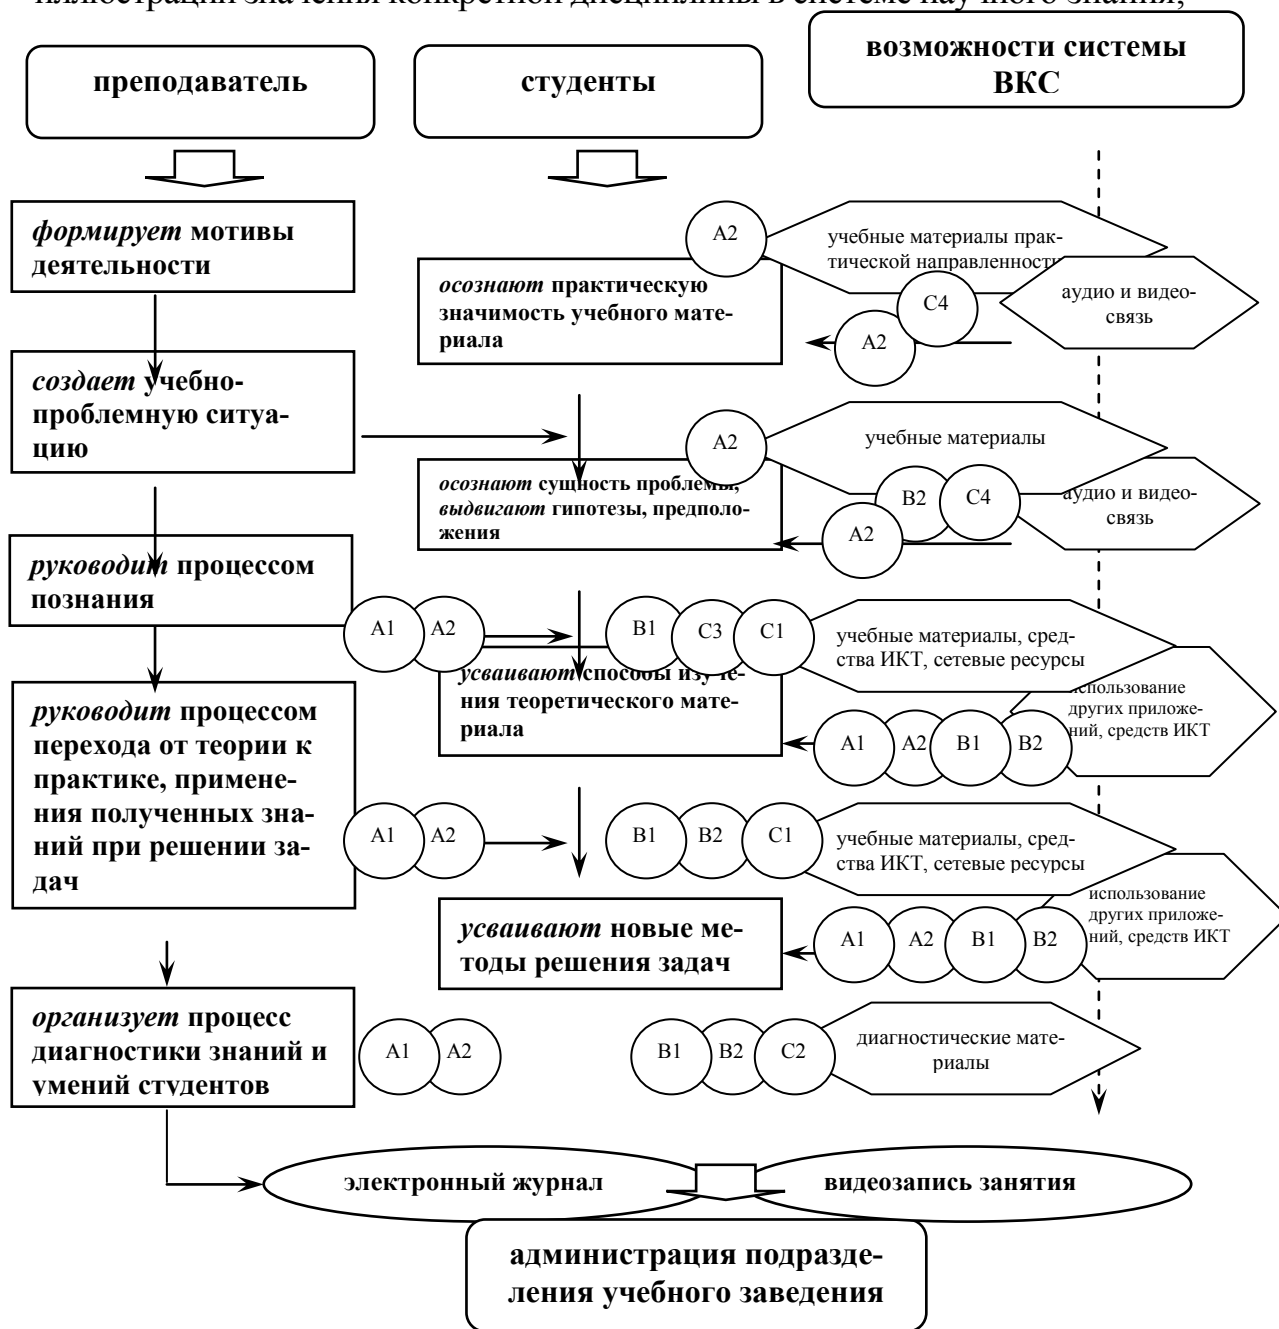 иллюстрации значения конкретной дисциплины в системе научного знания;
преподаватель
студенты
возможности системы
ВКС
формирует мотивы
деятельности
A2
учебные материалы прак-
тической направленности
осознают практическую
значимость учебного мате-
риала
C4
A2
аудио и видео-
связь
создает учебно-
проблемную ситуа-
цию
A2
учебные материалы
осознают сущность проблемы,
выдвигают гипотезы, предполо-
жения
B2
C4
A2
аудио и видео-
связь
руководит процессом
познания
A1
A2
B1
C3
C1
учебные материалы, сред-
ства ИКТ, сетевые ресурсы
усваивают способы изуче-
ния теоретического мате-
риала
использование
других приложе-
ний, средств ИКТ
A1
A2
B1
B2
руководит процессом
перехода от теории к
практике, примене-
ния полученных зна-
ний при решении за-
дач
A1
A2
B1
B2
C1
учебные материалы, сред-
ства ИКТ, сетевые ресурсы
усваивают новые ме-
тоды решения задач
использование
других приложе-
ний, средств ИКТ
A1
A2
B1
B2
организует процесс
диагностики знаний и
умений студентов
A1
A2
B1
B2
C2
диагностические мате-
риалы
электронный журнал
видеозапись занятия
администрация подразде-
ления учебного заведения